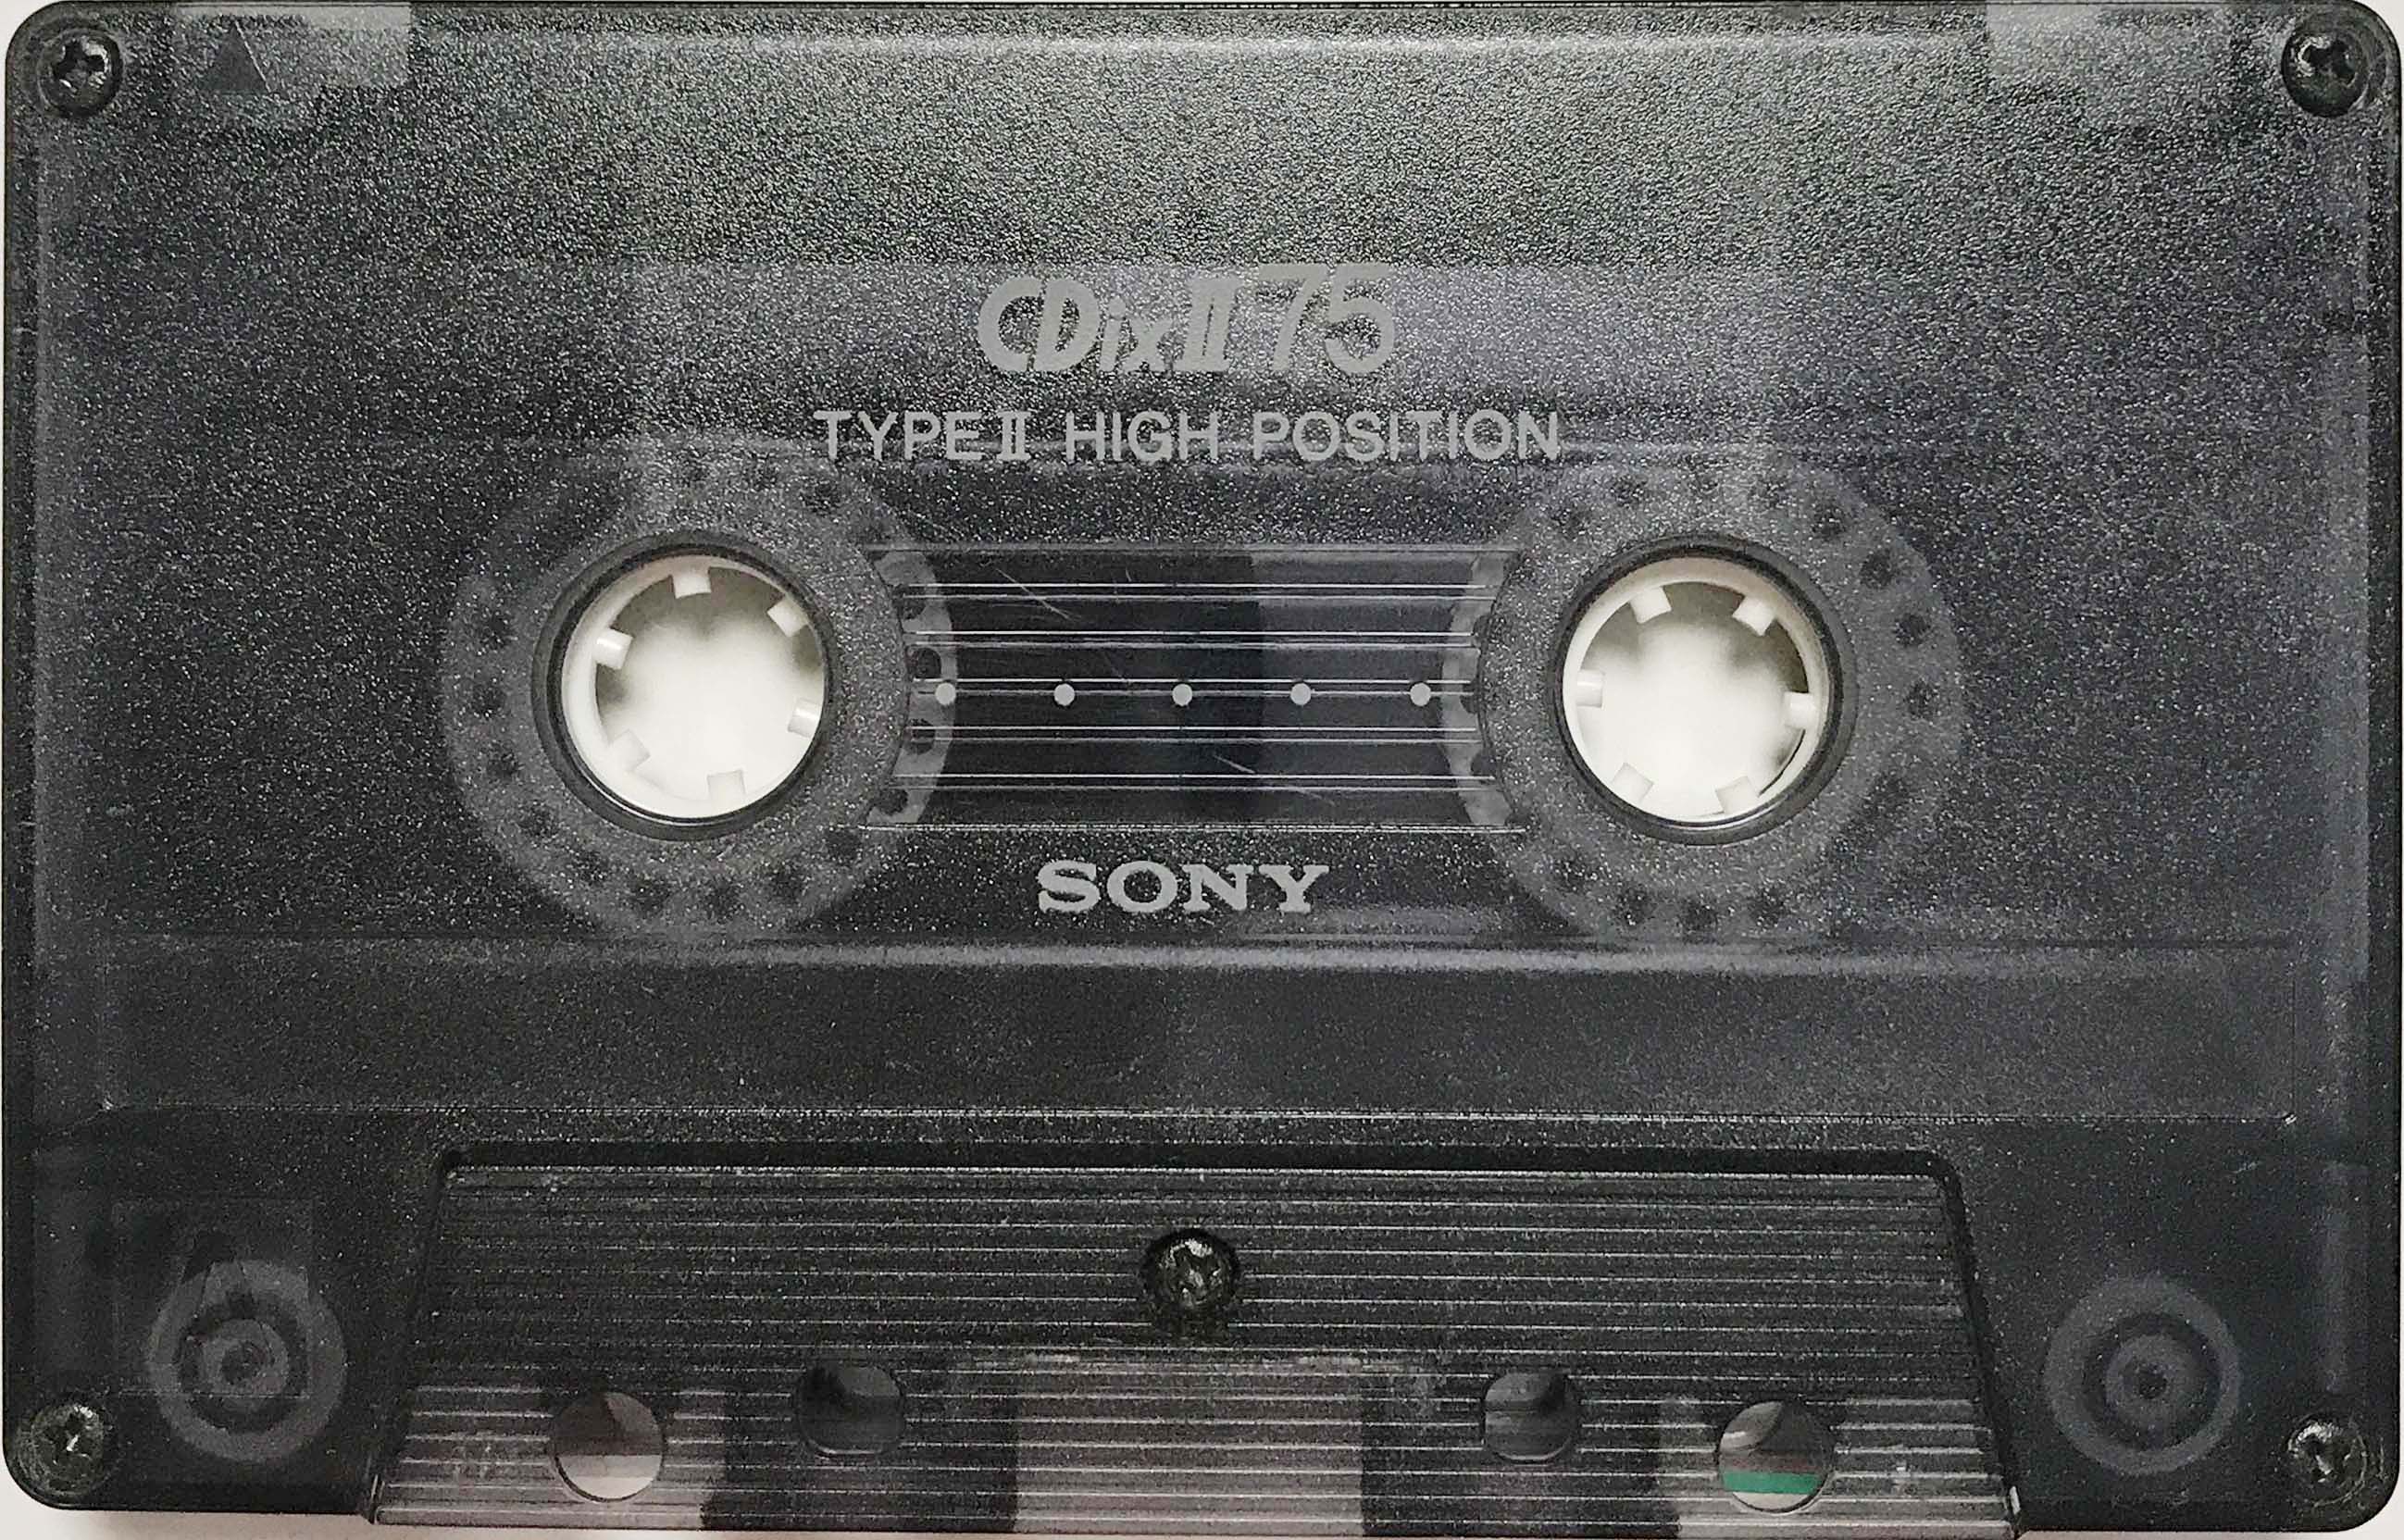 CDixⅡ 75
TYPEⅡ HIGH POSITION
SONY